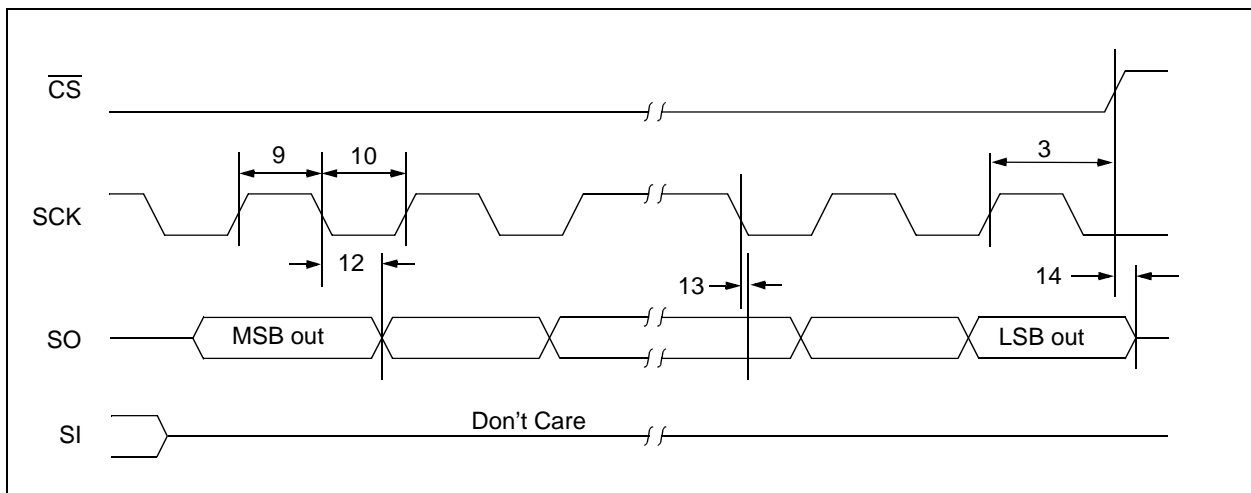 CS
9
10
3
SCK
12
13
14
SO
MSB out
LSB out
Don't Care
SI